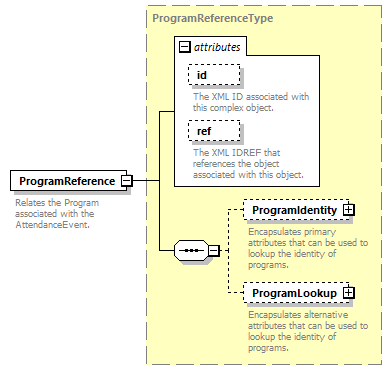 ProgramReferenceType
attributes
id
The XML ID associated with
this complex object.
ref
The XML IDREF that
references the object
associated with this object.
ProgramReference
Relates the Program
associated with the
AttendanceEvent.
ProgramIdentity
Encapsulates primary
attributes that can be used to
lookup the identity of
programs.
ProgramLookup
Encapsulates alternative
attributes that can be used to
lookup the identity of
programs.